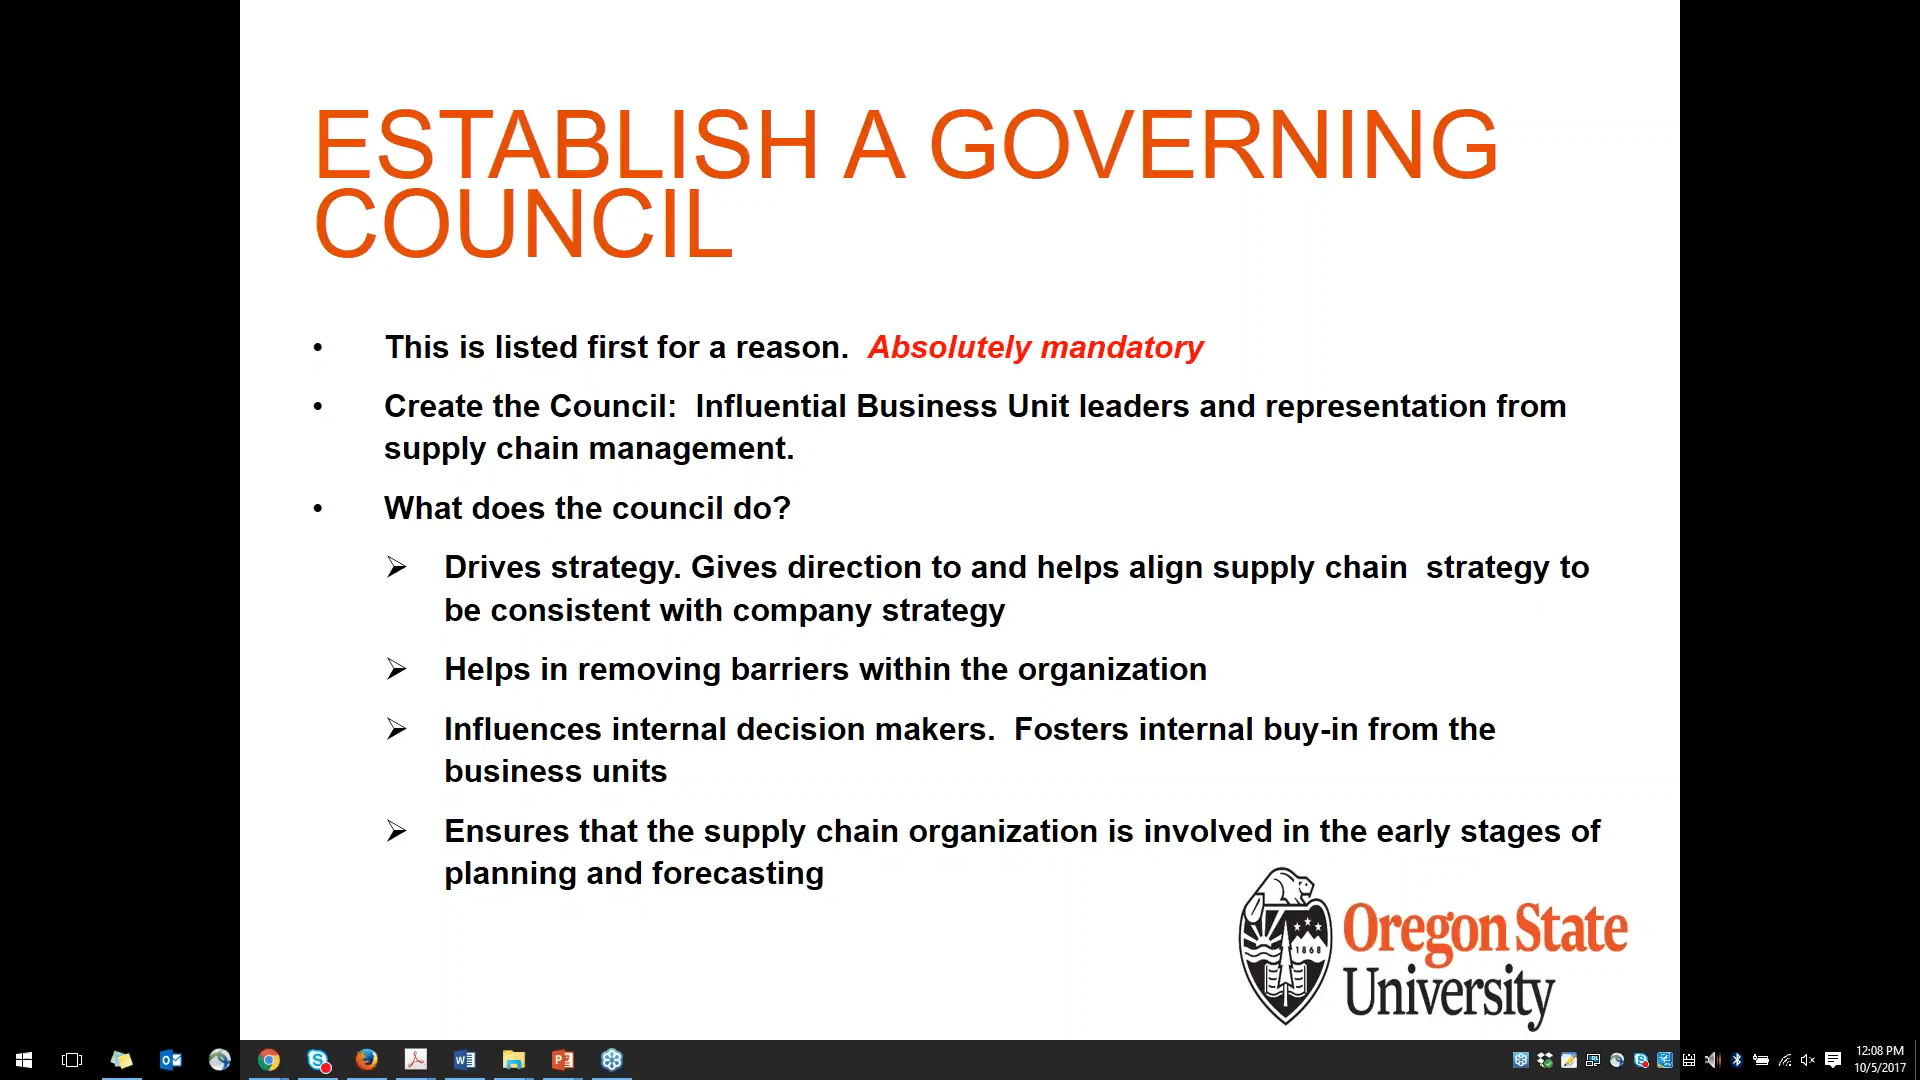 ESTABLISH A GOVERNING
COUNCIL
• This is listed first for a reason.  Absolutely mandatory
• Create the Council:  Influential Business Unit leaders and representation from
supply chain management.
• What does the council do?
➢ Drives strategy. Gives direction to and helps align supply chain  strategy to
be consistent with company strategy
➢ Helps in removing barriers within the organization
➢ Influences internal decision makers.  Fosters internal buy-in from the
business units
➢ Ensures that the supply chain organization is involved in the early stages of
planning and forecasting
1868
Oregon State
University
12:08 PM
10/5/2017